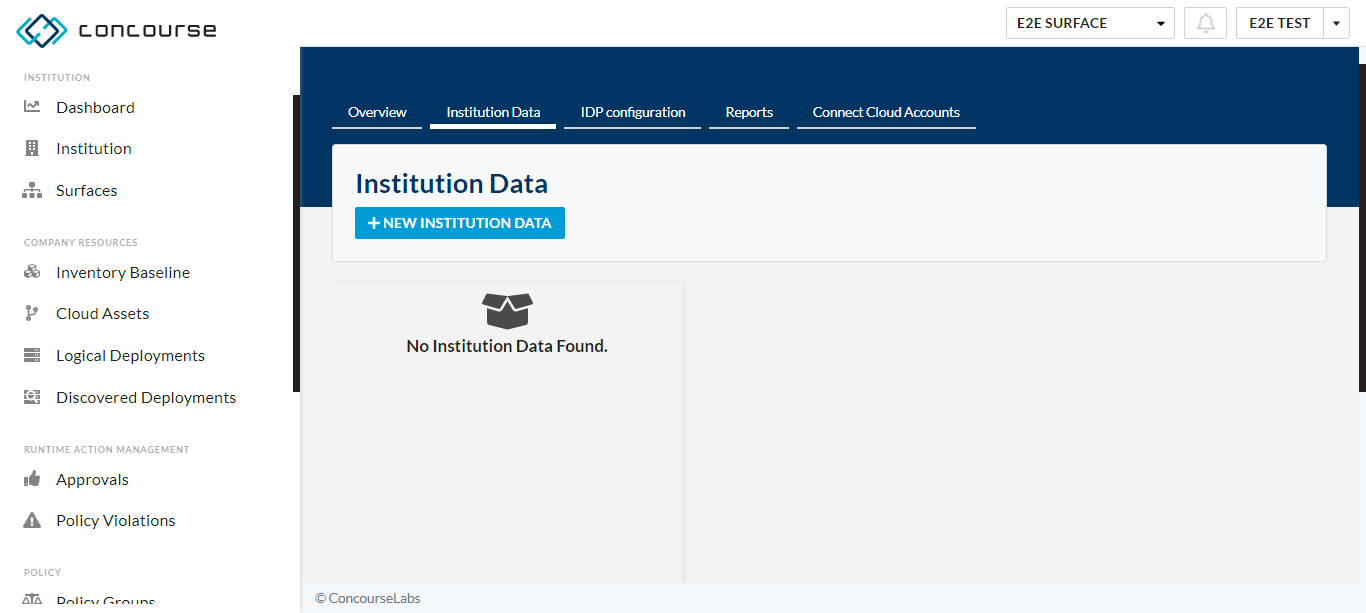 concourse
E2E SURFACE
E2E TEST
INSTITUTION
Dashboard
Institution
Surfaces
COMPANY RESOURCES
Inventory Baseline
Cloud Assets
Logical Deployments
Discovered Deployments
RUNTIME ACTION MANAGEMENT
Approvals
Policy Violations
POLICY
Policy Groups
Overview
Institution Data
IDP configuration
Reports
Connect Cloud Accounts
Institution Data
+ NEW INSTITUTION DATA
No Institution Data Found.
© ConcourseLabs